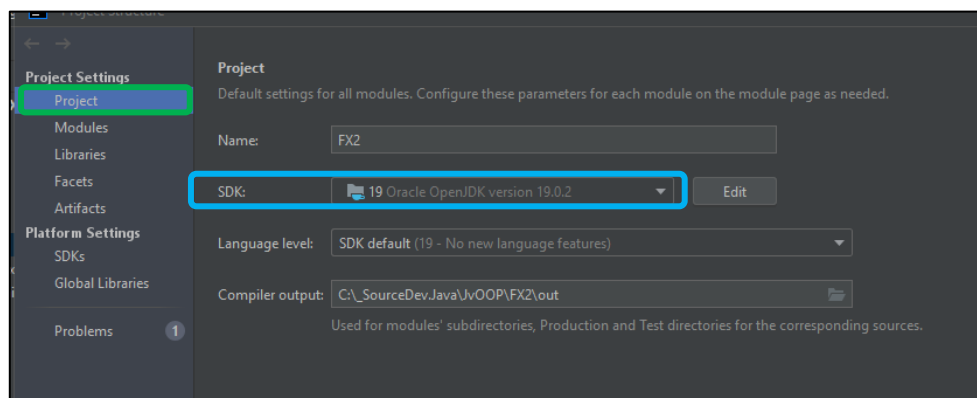 Project Structure
Project Settings
Project
Modules
Libraries
Facets
Artifacts
Platform Settings
SDKs
Global Libraries
Problems 1
Project
Default settings for all modules. Configure these parameters for each module on the module page as needed.
Name: FX2
SDK: 19 Oracle OpenJDK version 19.0.2 Edit
Language level: SDK default (19 - No new language features)
Compiler output: C:\_SourceDev.Java\JvOOP\FX2\out
Used for modules' subdirectories, Production and Test directories for the corresponding sources.